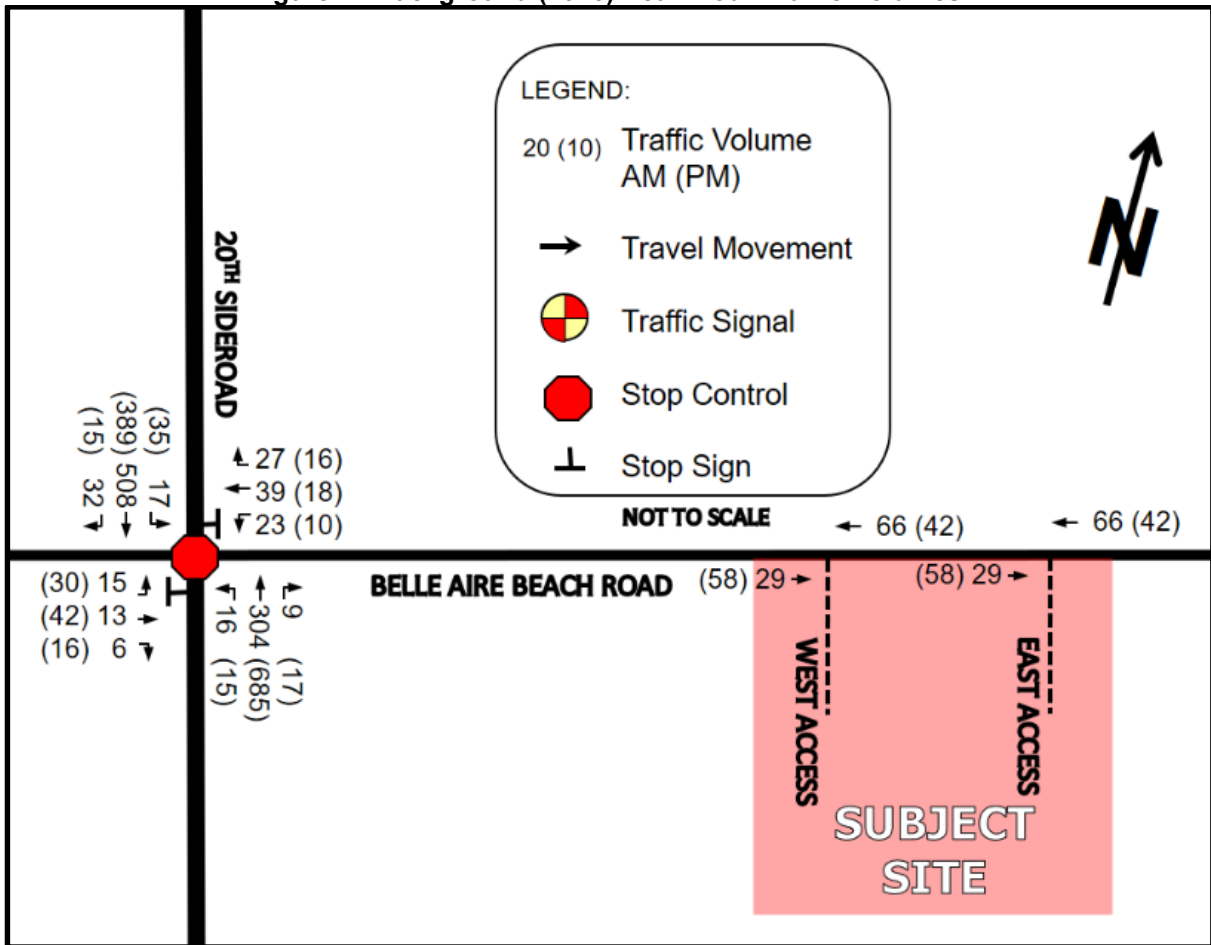 LEGEND:
20 (10) Traffic Volume
AM (PM)
Travel Movement
Traffic Signal
Stop Control
Stop Sign
N
20TH SIDEROAD
(15) 32
(389) 508
(35) 17
27 (16)
39 (18)
23 (10)
NOT TO SCALE
66 (42)
66 (42)
(30) 15
(42) 13
(16) 6
16 (15)
304 (685)
9 (17)
BELLE AIRE BEACH ROAD
(58) 29
(58) 29
WEST ACCESS
EAST ACCESS
SUBJECT
SITE